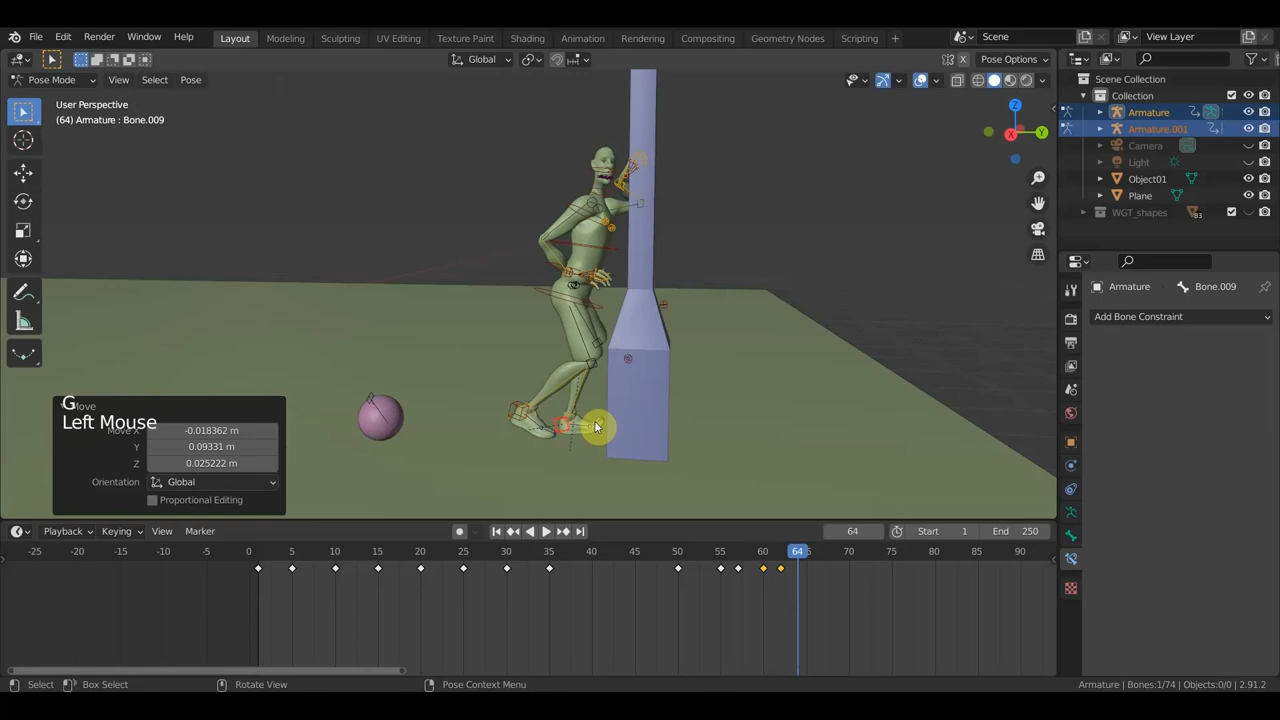 File Edit Render Window Help Layout Modeling Sculpting UV Editing Texture Paint Shading Animation Rendering Compositing Geometry Nodes Scripting + Scene View Layer
Global Pose Options
Pose Mode View Select Pose
User Perspective
(64) Armature : Bone.009
Scene Collection
Collection
Armature
Armature.001
Camera
Light
Object01
Plane
WGT_shapes 83
Armature Bone.009
Add Bone Constraint
Z
Y
X
G
Move
Left Mouse
Move X -0.018362 m
Y 0.09331 m
Z 0.025222 m
Orientation Global
Proportional Editing
Playback Keying View Marker 64 Start 1 End 250
-25 -20 -15 -10 -5 0 5 10 15 20 25 30 35 40 45 50 55 60 64 70 75 80 85 90
Select Box Select Rotate View Pose Context Menu Armature | Bones:1/74 | Objects:0/0 | 2.91.2